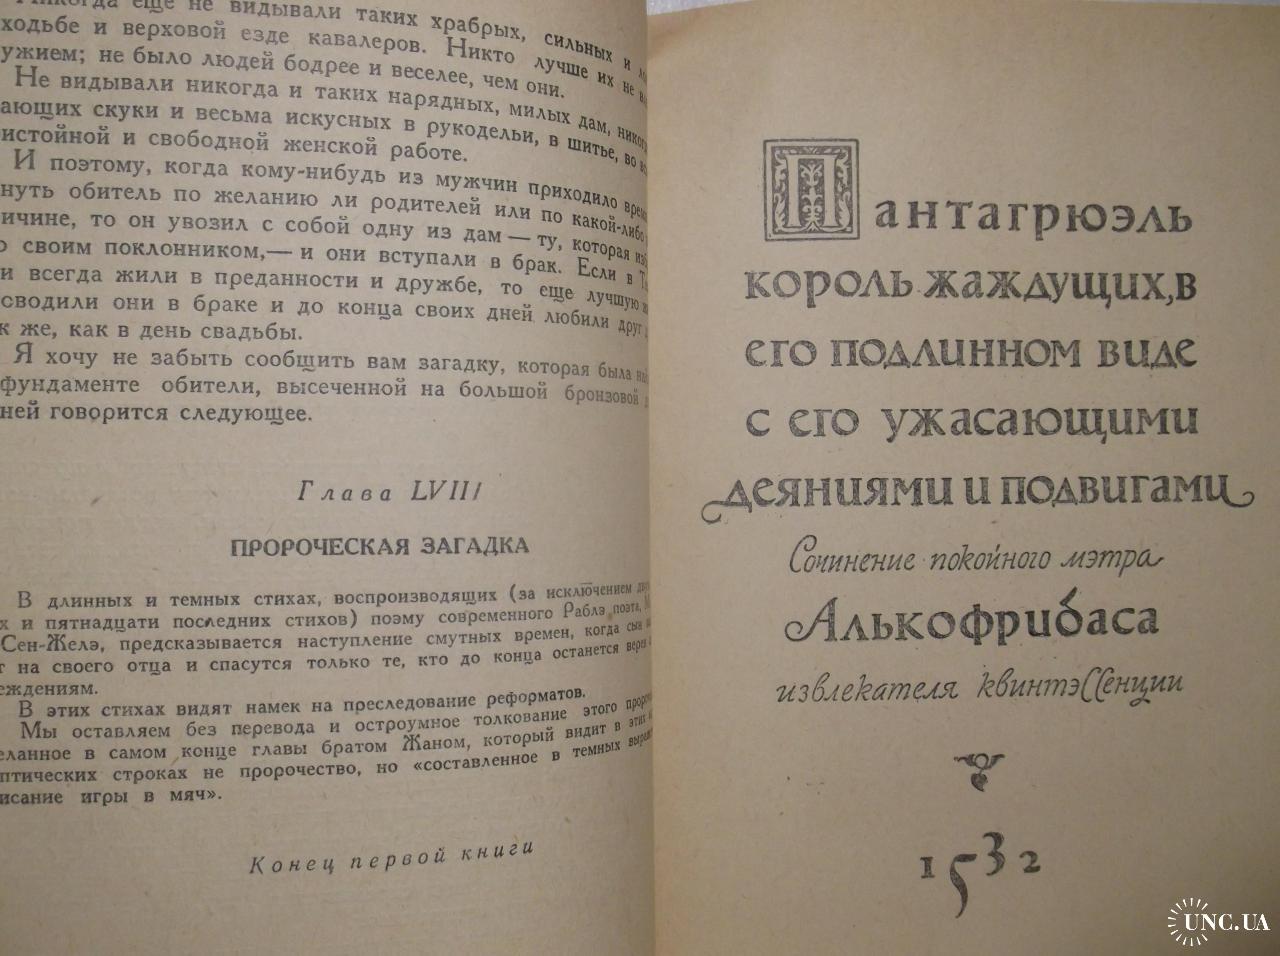 еще не видывали таких храбрых, сильных и
ходьбе и верховой езде кавалеров. Никто лучше их не
ужием; не было людей бодрее и веселее, чем они.
Не видывали никогда и таких нарядных, милых дам,
ающих скуки и весьма искусных в рукодельи, в шитье, во
истойной и свободной женской работе.
И поэтому, когда кому-нибудь из мужчин приходило
нуть обитель по желанию ли родителей или по какой-либо
ичине, то он увозил с собой одну из дам — ту, которая
своим поклонником,— и они вступали в брак. Если в
и всегда жили в преданности и дружбе, то еще лучшую
сводили они в браке и до конца своих дней любили друг
к же, как в день свадьбы.
Я хочу не забыть сообщить вам загадку, которая была
фундаменте обители, высеченной на большой бронзовой
ней говорится следующее.
Глава LVIII
ПРОРОЧЕСКАЯ ЗАГАДКА
В длинных и темных стихах, воспроизводящих (за исключением
х и пятнадцати последних стихов) поэму современного Раблэ поэта,
Сен-Желэ, предсказывается наступление смутных времен, когда сын
т на своего отца и спасутся только те, кто до конца останется
еждениям.
В этих стихах видят намек на преследование реформатов.
Мы оставляем без перевода и остроумное толкование этого
еланное в самом конце главы братом Жаном, который видит в этих
птических строках не пророчество, но «составленное в темных
исание игры в мяч».
Конец первой книги
Пантагрюэль
король жаждущих, в
его подлинном виде
с его ужасающими
деяниями и подвигами
Сочинение покойного мэтра
Алькофрибаса
извлекателя квинтэссенции
1532
UNC.UA